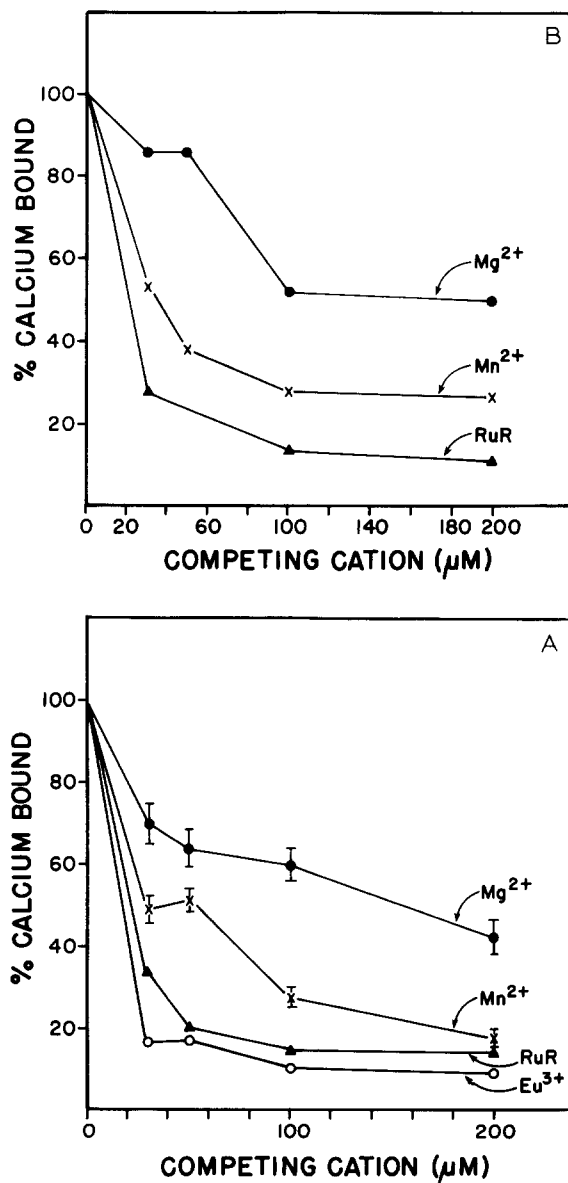 B
% CALCIUM BOUND
100
80
60
40
20
Mg²⁺
Mn²⁺
RuR
0 20 60 100 140 180 200
COMPETING CATION (µM)
A
% CALCIUM BOUND
100
80
60
40
20
Mg²⁺
Mn²⁺
RuR
Eu³⁺
0 100 200
COMPETING CATION (µM)